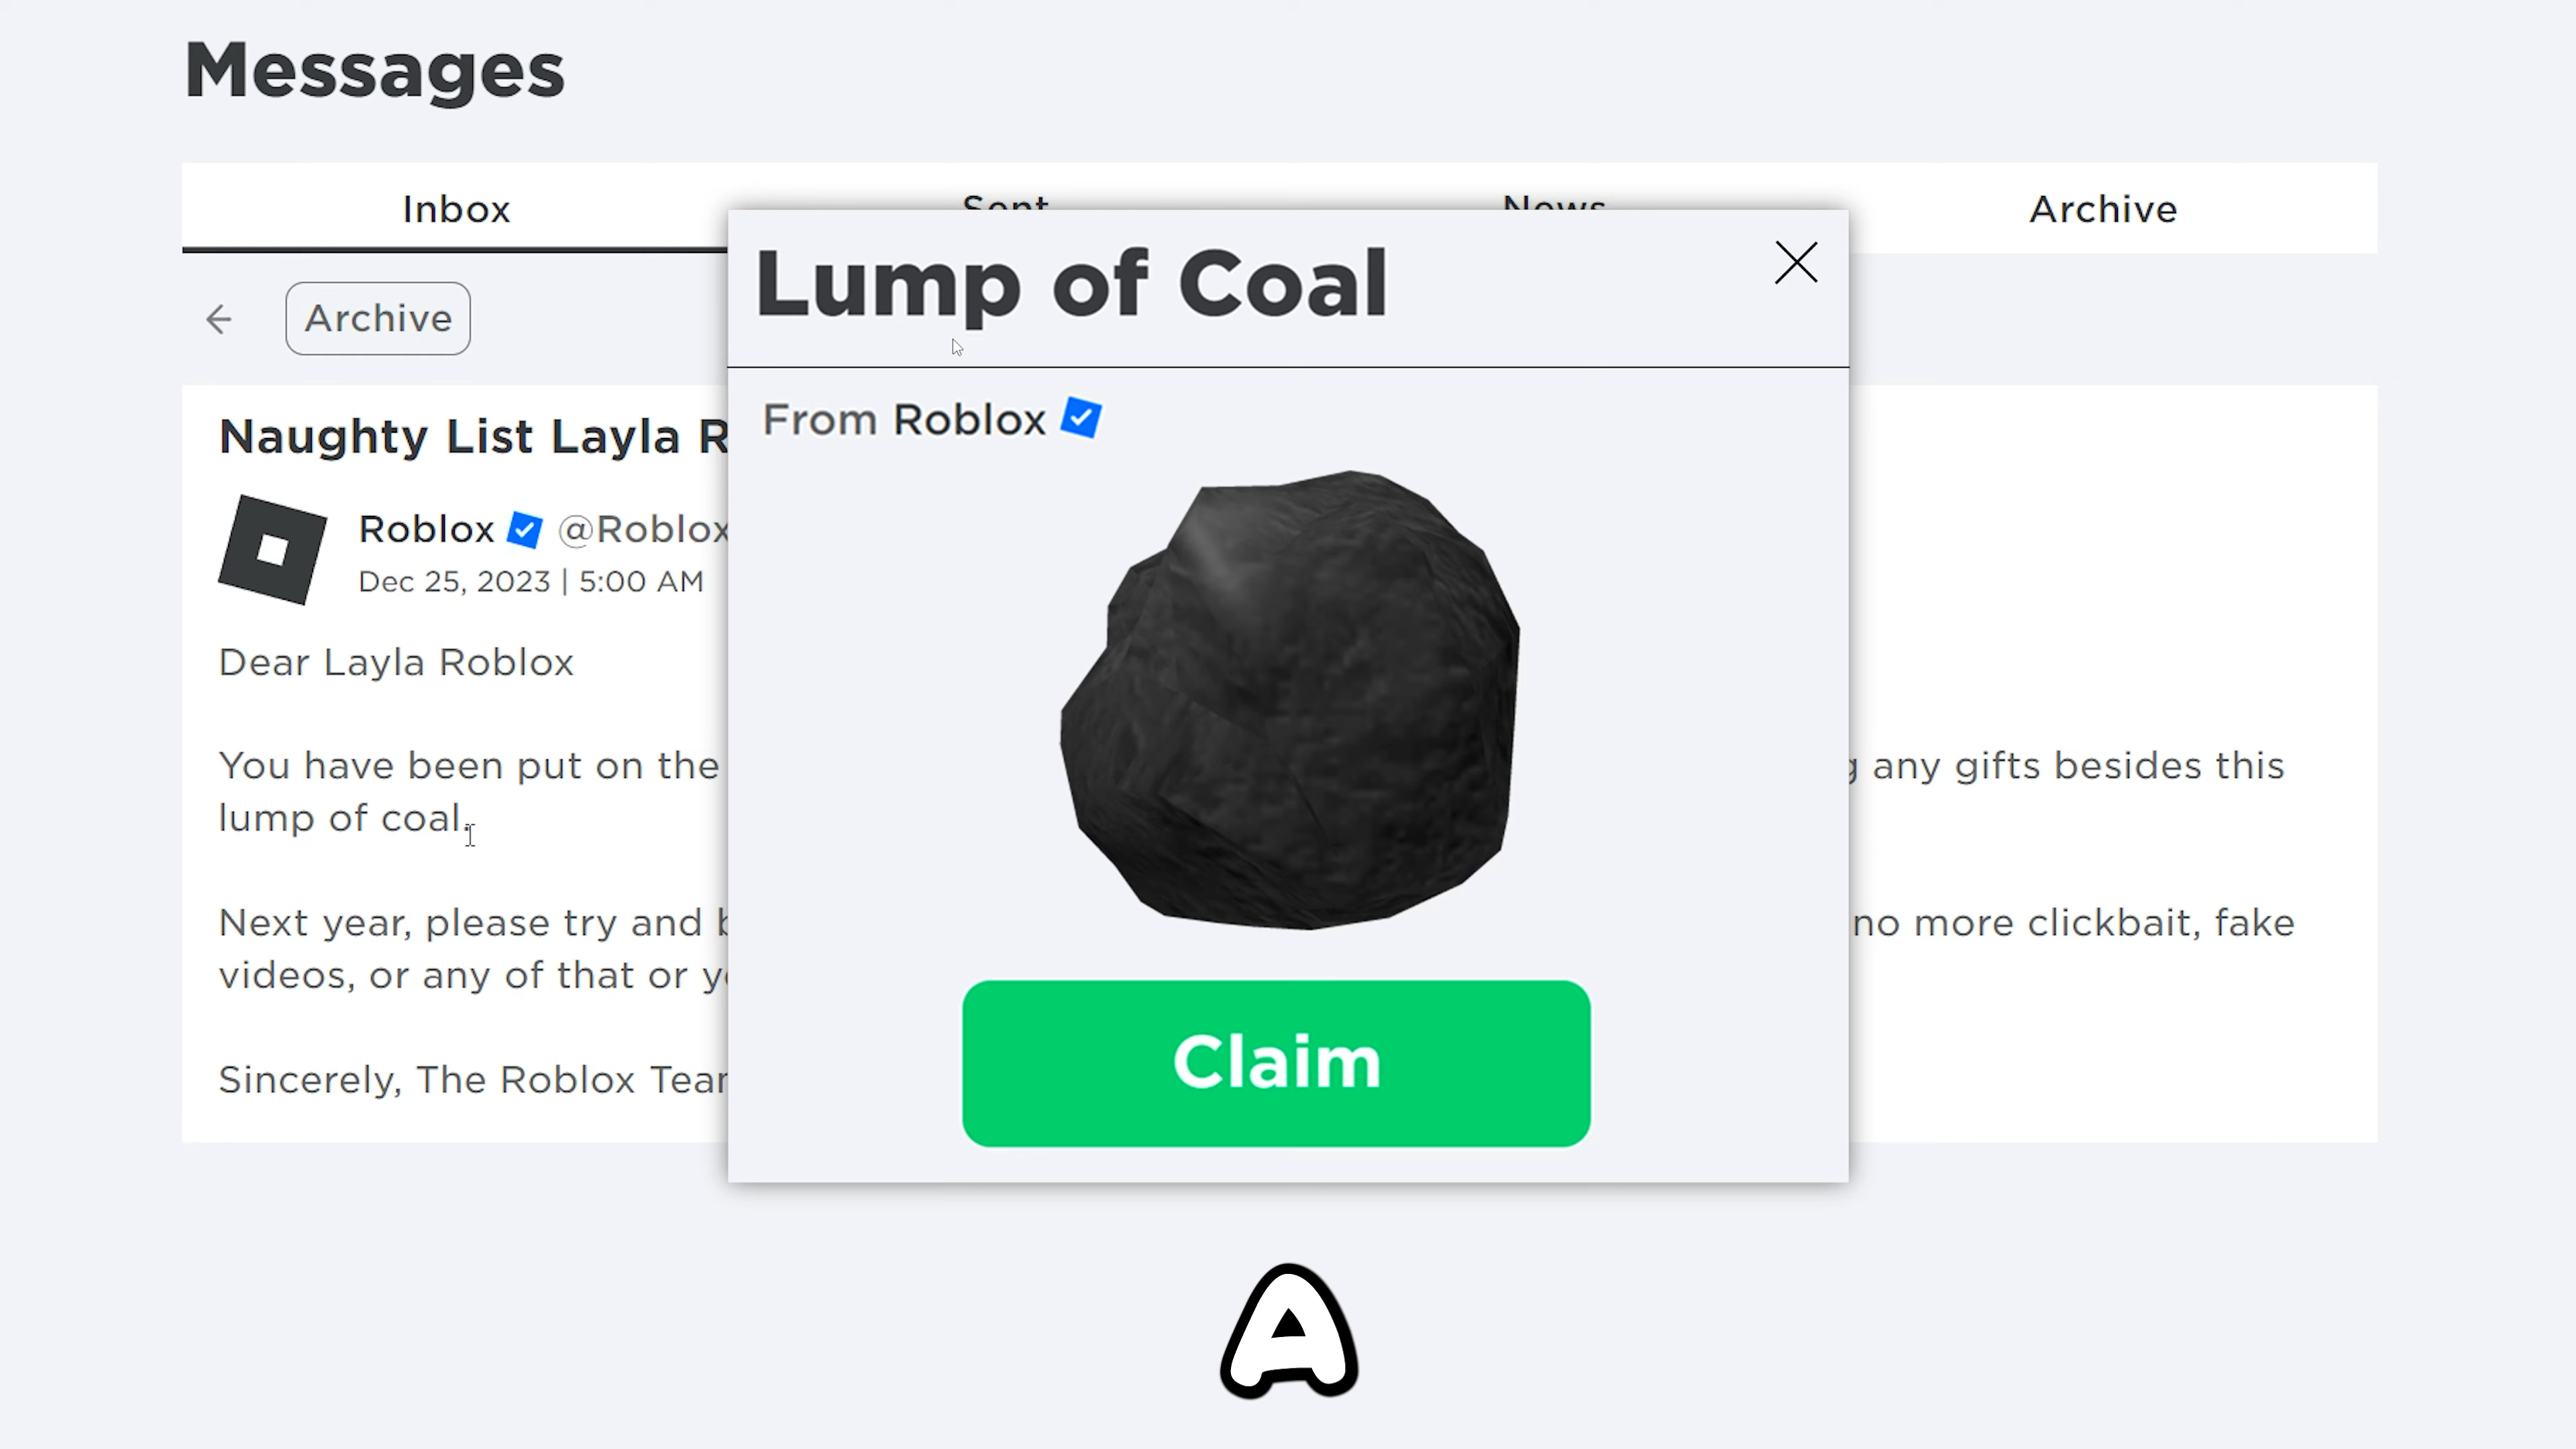 Messages
Inbox
Archive
Archive
Lump of Coal
From Roblox
Naughty List Layla
Roblox @Roblox
Dec 25, 2023 | 5:00 AM
Dear Layla Roblox
You have been put on the any gifts besides this
lump of coal.
Next year, please try and no more clickbait, fake
videos, or any of that or
Sincerely, The Roblox
Claim
A